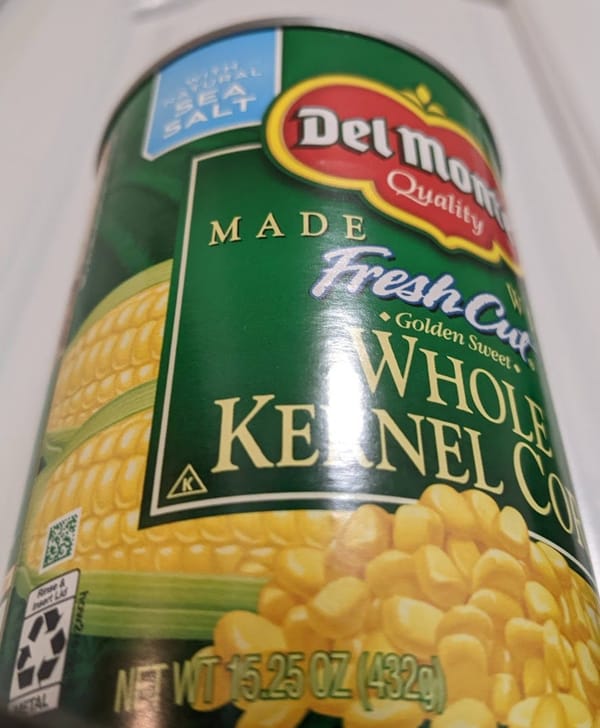 WITH
NATURAL
SEA
SALT
Del Mon
Quality
MADE
Fresh Cut
Golden Sweet
WHOLE
KERNEL CO
K
Rinse &
Insert Lid
METAL
NET WT 15.25 OZ (432g)